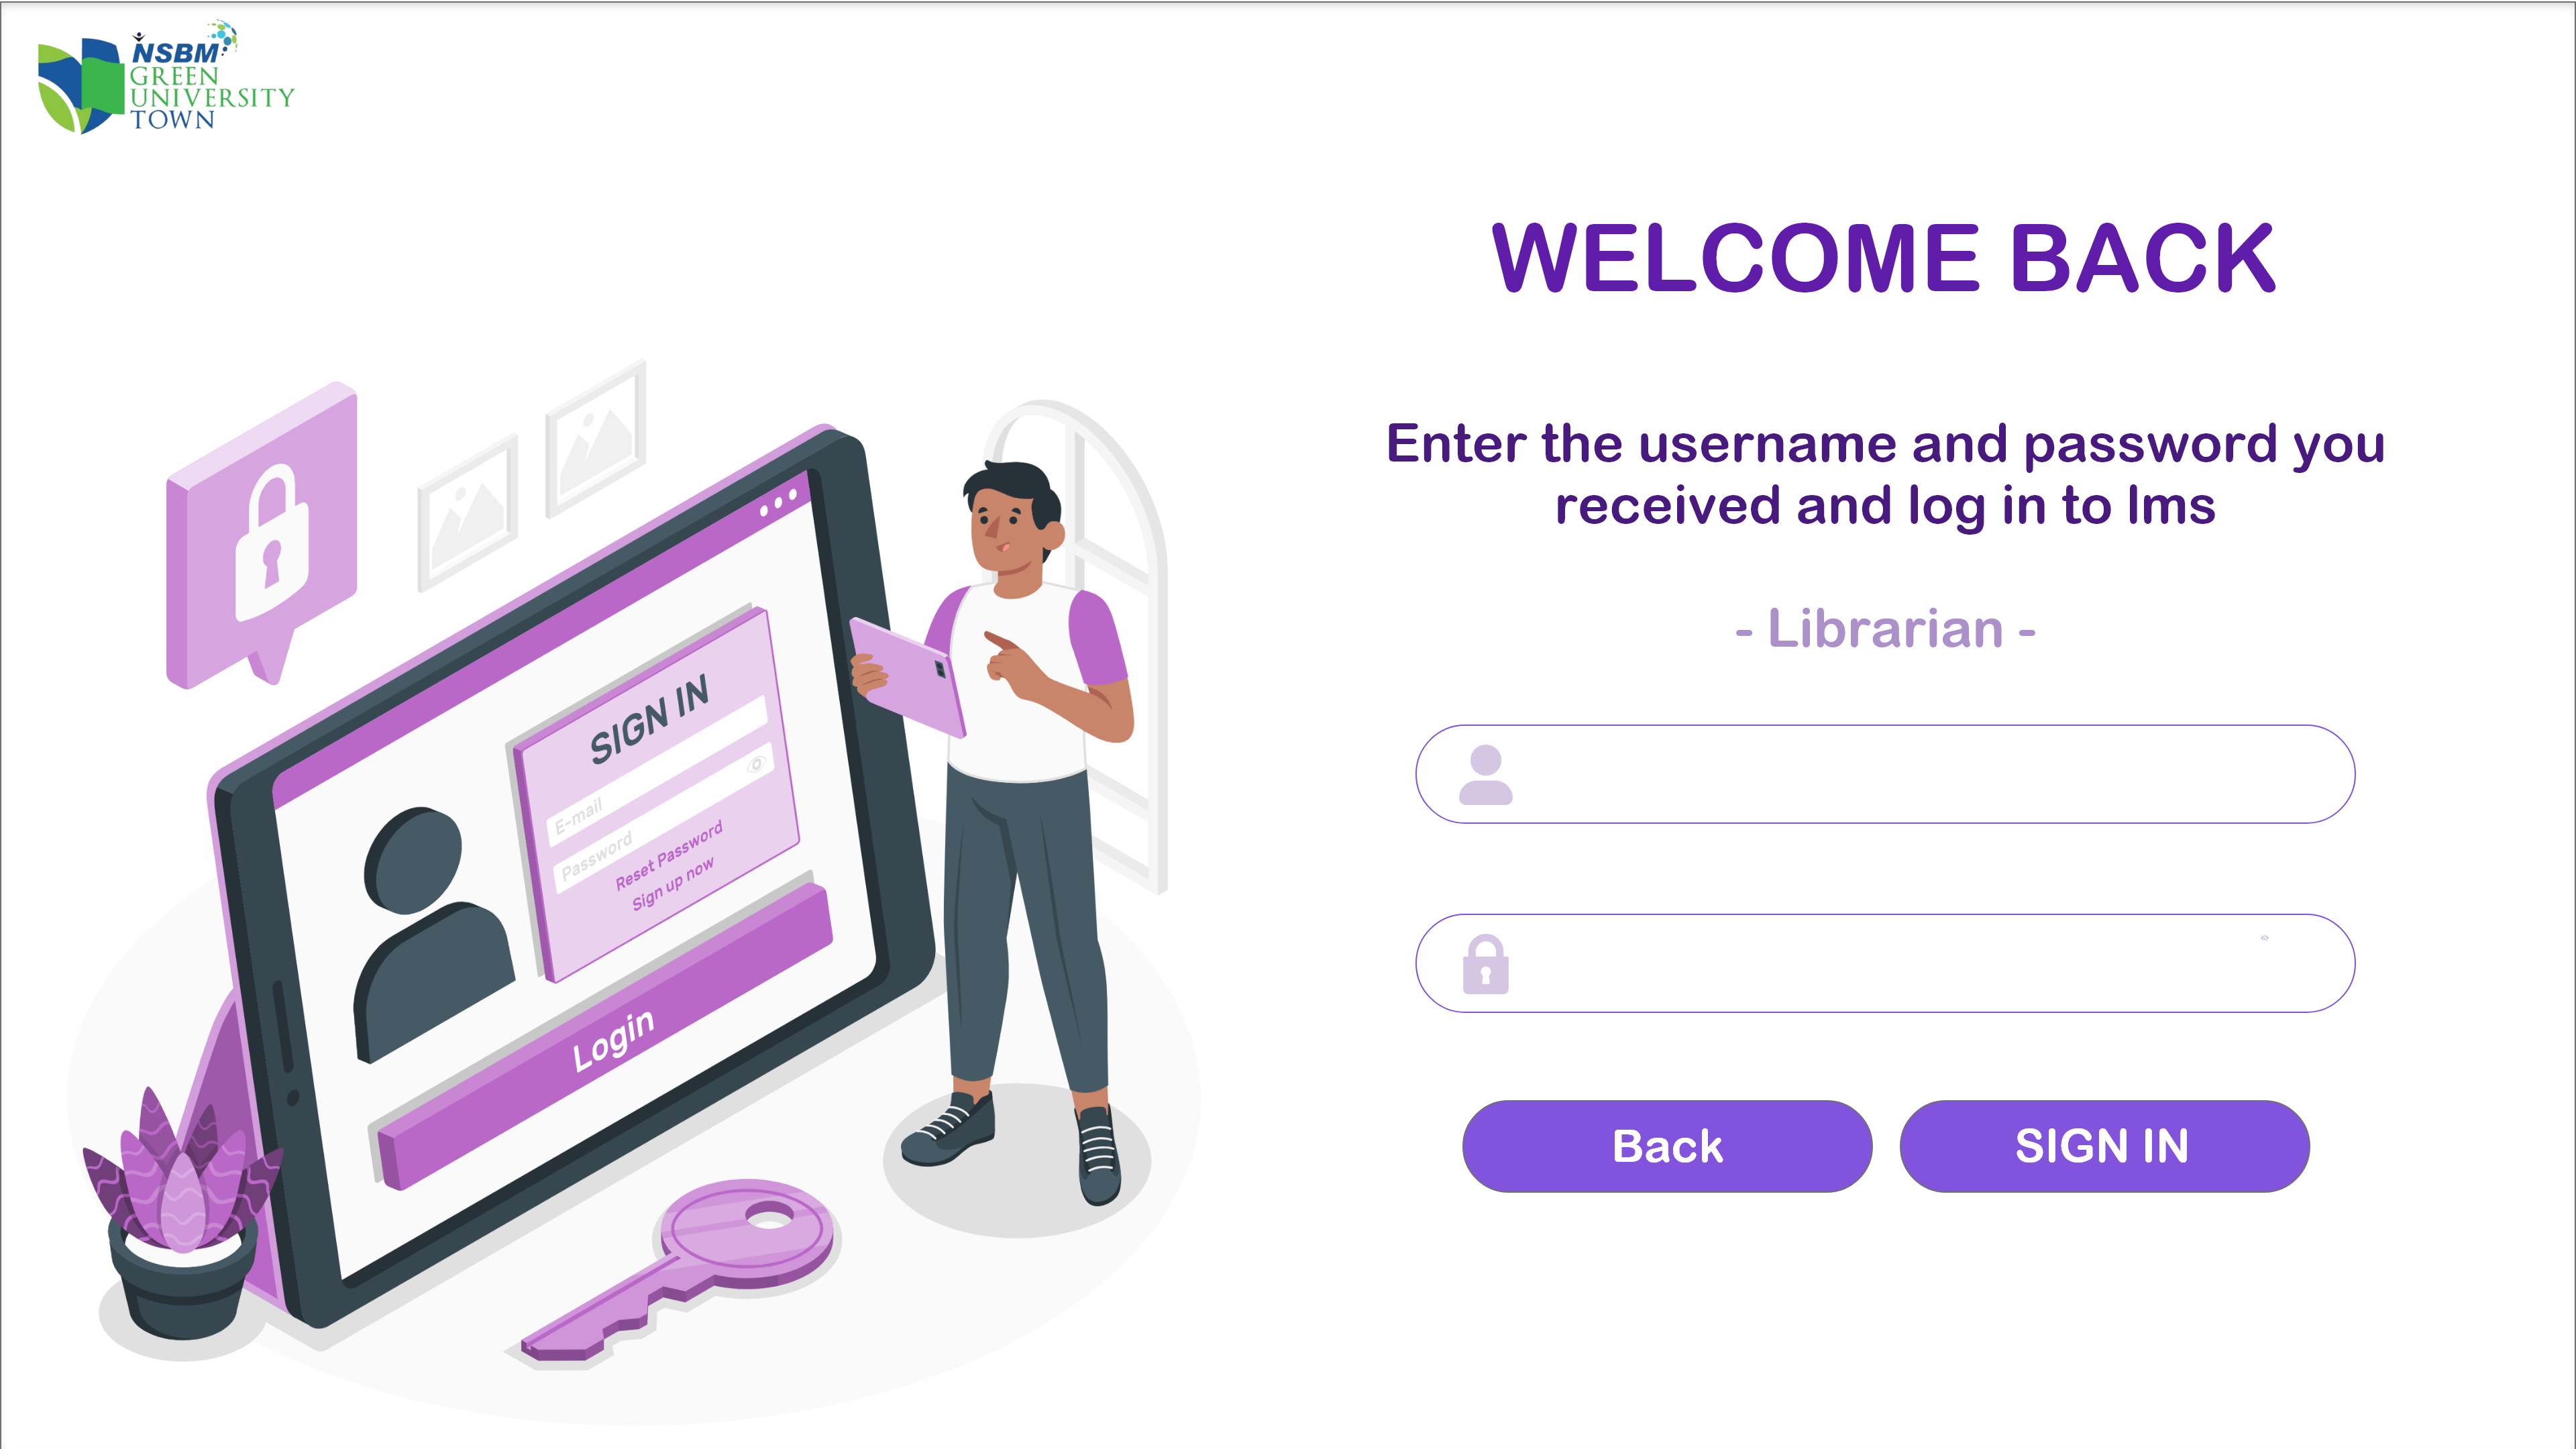 NSBM
GREEN
UNIVERSITY
TOWN
WELCOME BACK
Enter the username and password you
received and log in to lms
- Librarian -
Back
SIGN IN
SIGN IN
E-mail
Password
Reset Password
Sign up now
Login